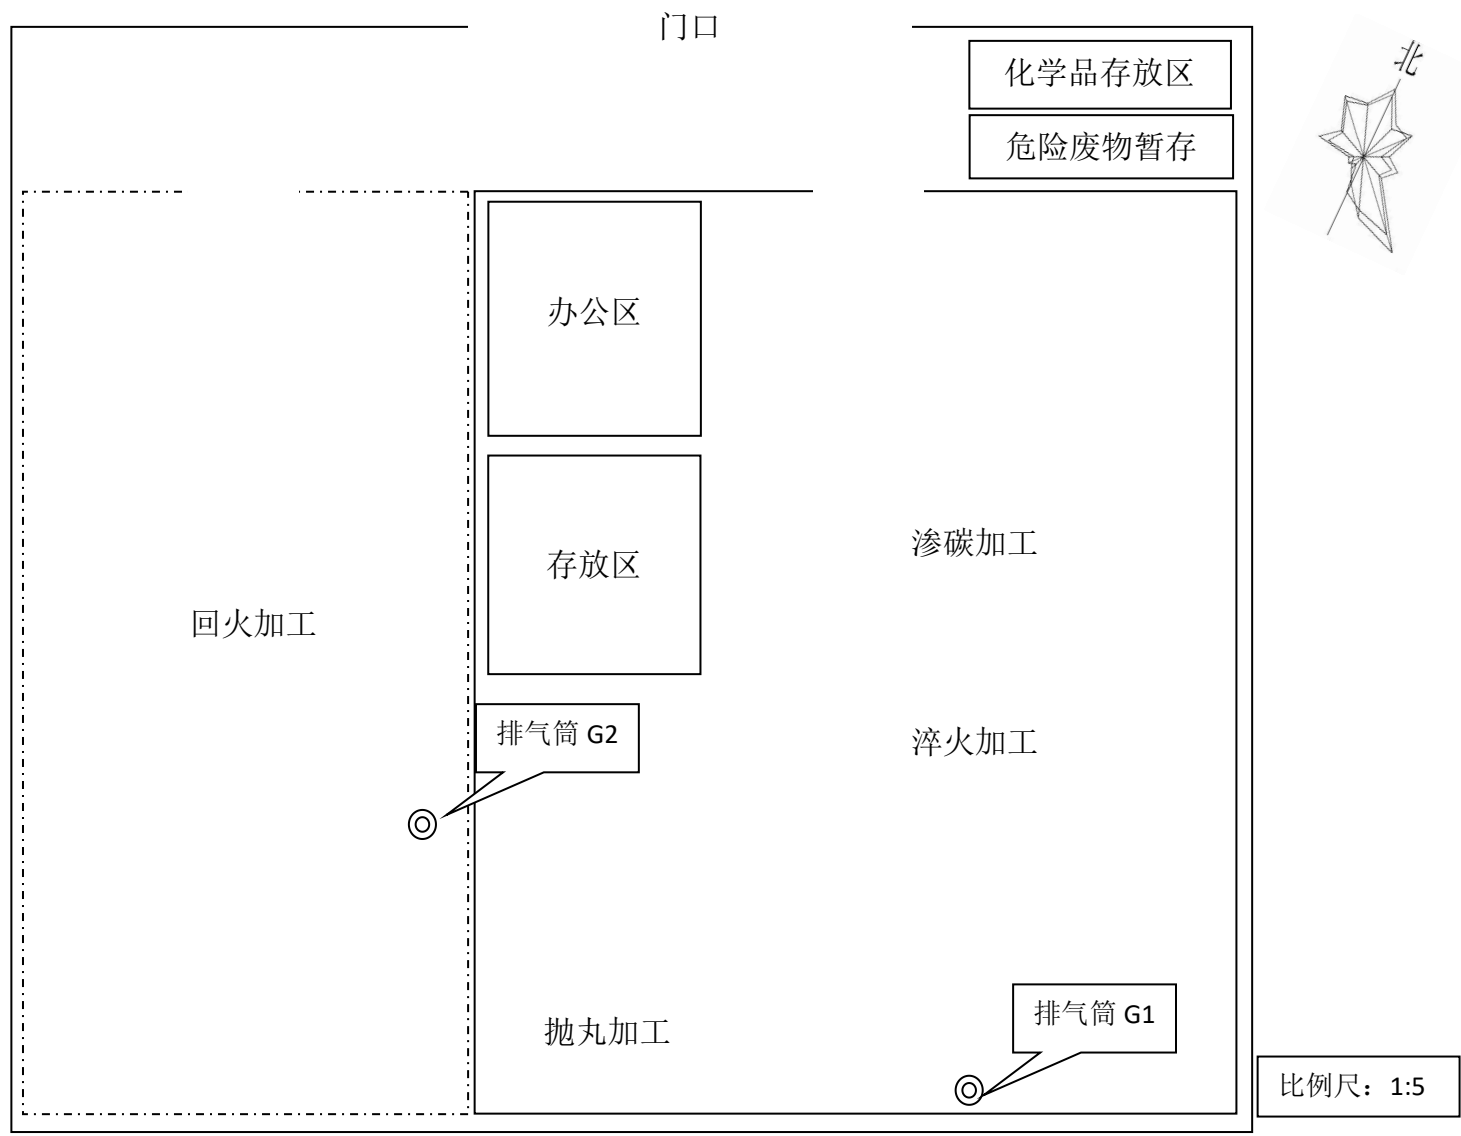 门口
北
化学品存放区
危险废物暂存
办公区
存放区
渗碳加工
回火加工
排气筒 G2
淬火加工
排气筒 G1
抛丸加工
比例尺：1:5